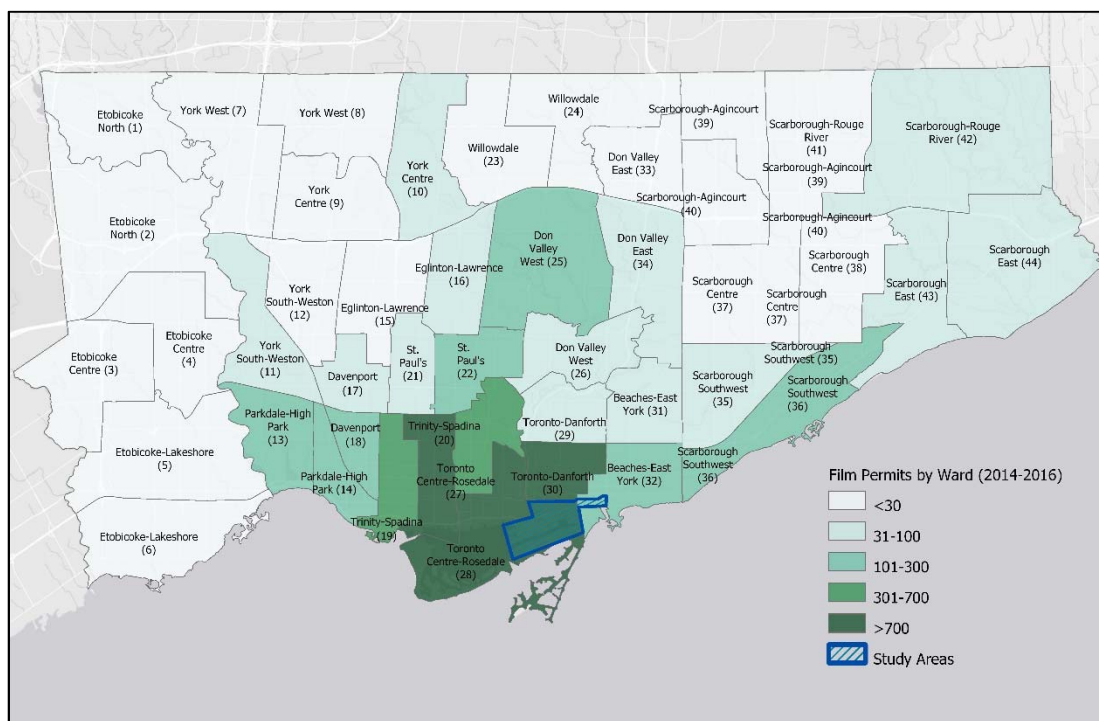 Etobicoke
North (1)
York West (7)
York West (8)
York
Centre
(10)
Willowdale
(24)
Willowdale
(23)
Scarborough-Agincourt
(39)
Scarborough-Rouge
River
(41)
Scarborough-Rouge
River (42)
Don Valley
East (33)
Scarborough-Agincourt
(39)
York
Centre (9)
Scarborough-Agincourt
(40)
Scarborough-Agincourt
(40)
Etobicoke
North (2)
Don
Valley
West (25)
Don Valley
East
(34)
Scarborough
East (44)
Eglinton-Lawrence
(16)
Scarborough
Centre (38)
Scarborough
East (43)
York
South-Weston
(12)
Eglinton-Lawrence
(15)
Scarborough
Centre
(37)
Scarborough
Centre
(37)
Etobicoke
Centre
(4)
Etobicoke
Centre (3)
York
South-Weston
(11)
St.
Paul's
(21)
St.
Paul's
(22)
Don Valley
West
(26)
Scarborough
Southwest (35)
Davenport
(17)
Scarborough
Southwest
(35)
Scarborough
Southwest
(36)
Beaches-East
York (31)
Parkdale-High
Park
(13)
Davenport
(18)
Trinity-Spadina
(20)
Toronto-Danforth
(29)
Etobicoke-Lakeshore
(5)
Parkdale-High
Park (14)
Toronto
Centre-Rosedale
(27)
Toronto-Danforth
(30)
Beaches-East
York (32)
Scarborough
Southwest
(36)
Trinity-Spadina
(19)
Etobicoke-Lakeshore
(6)
Toronto
Centre-Rosedale
(28)
Film Permits by Ward (2014-2016)
<30
31-100
101-300
301-700
>700
Study Areas